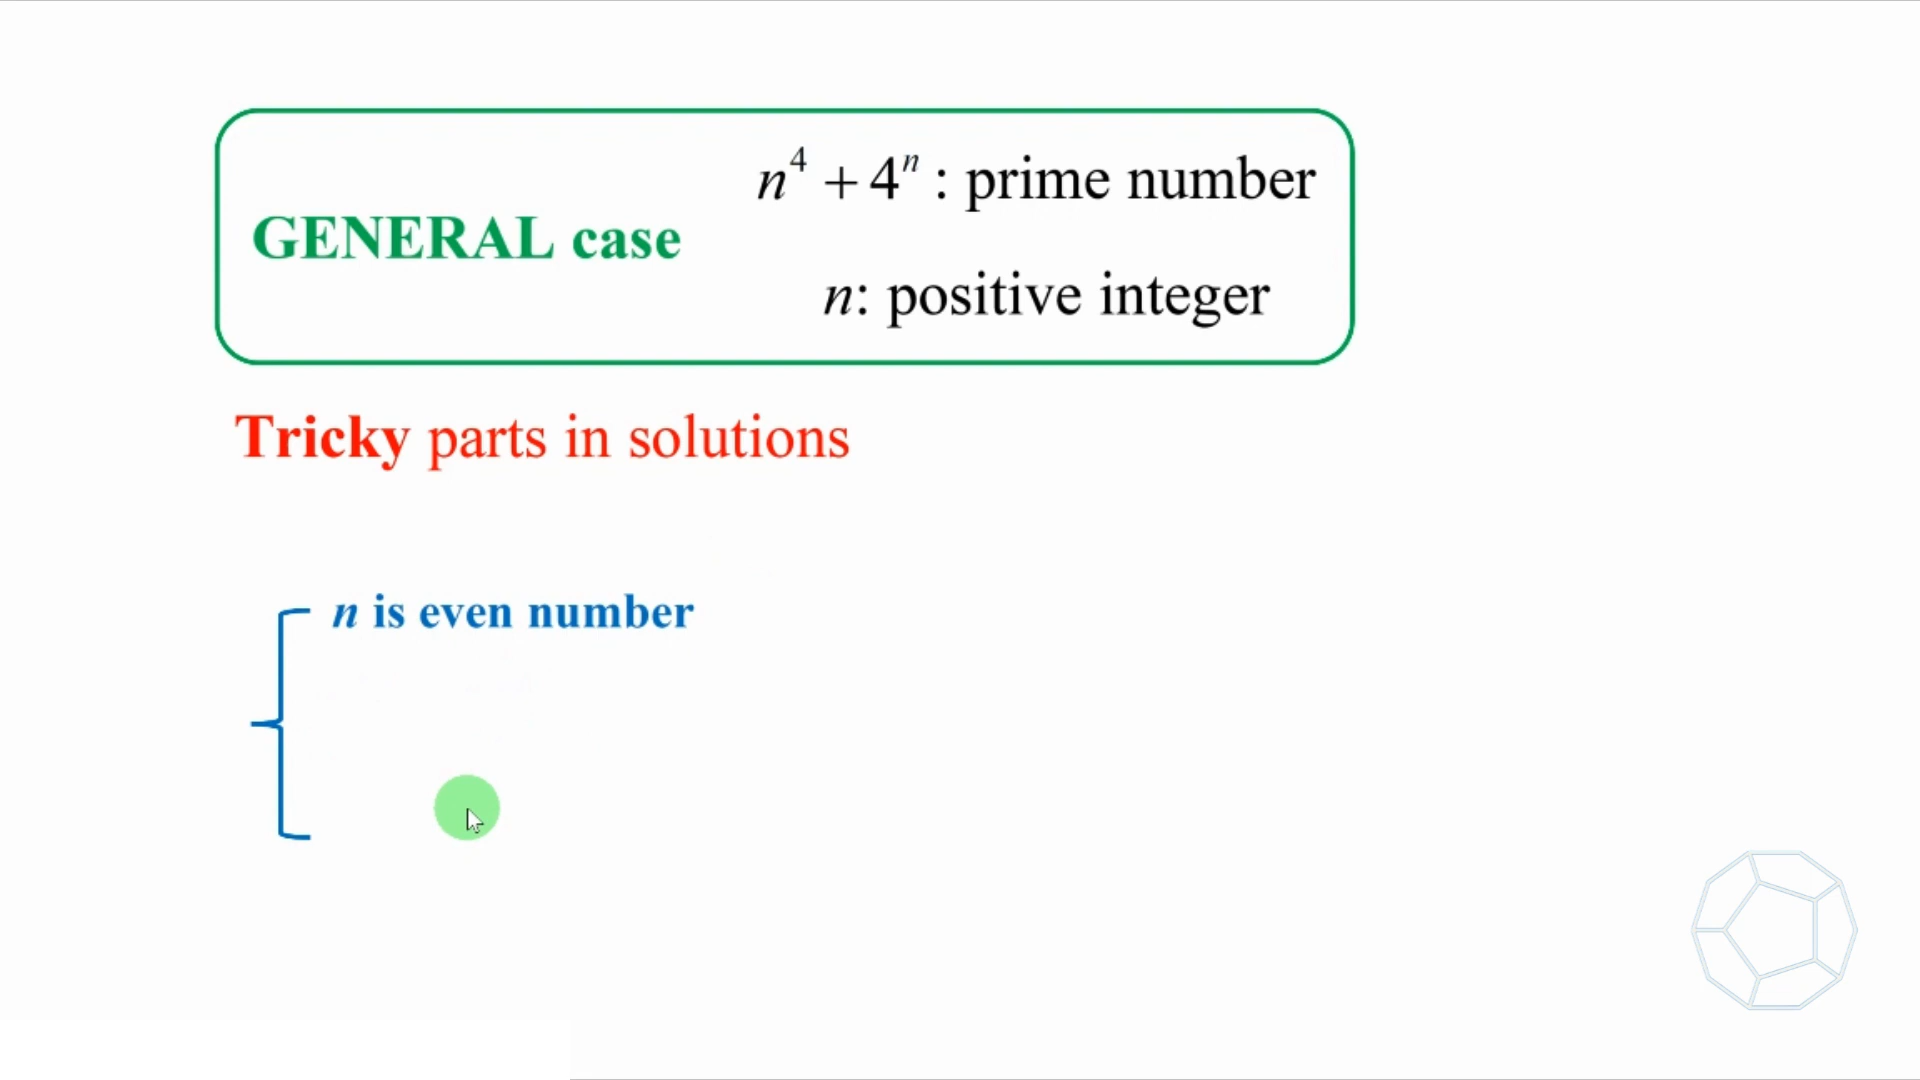 n⁴ + 4ⁿ : prime number
GENERAL case
n: positive integer
Tricky parts in solutions
n is even number